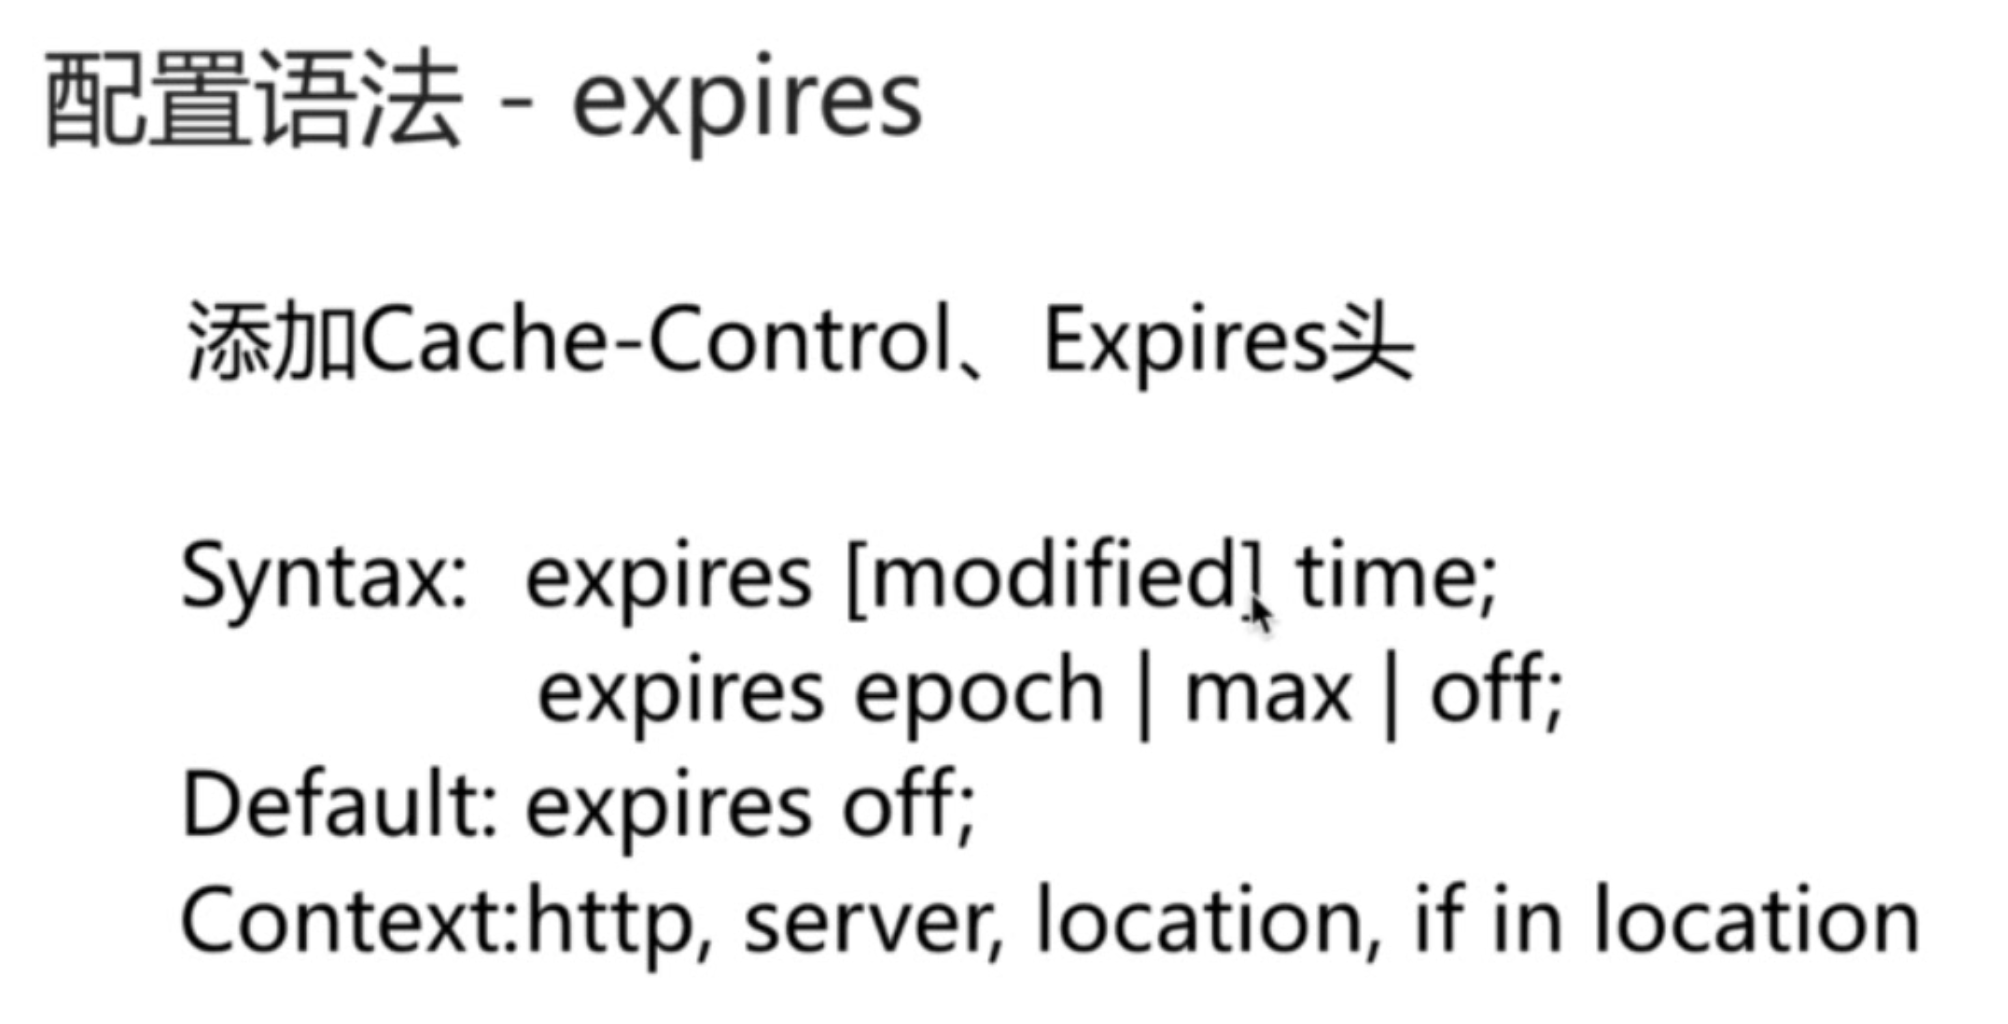 配置语法 - expires
添加Cache-Control、Expires头
Syntax: expires [modified] time;
expires epoch | max | off;
Default: expires off;
Context:http, server, location, if in location